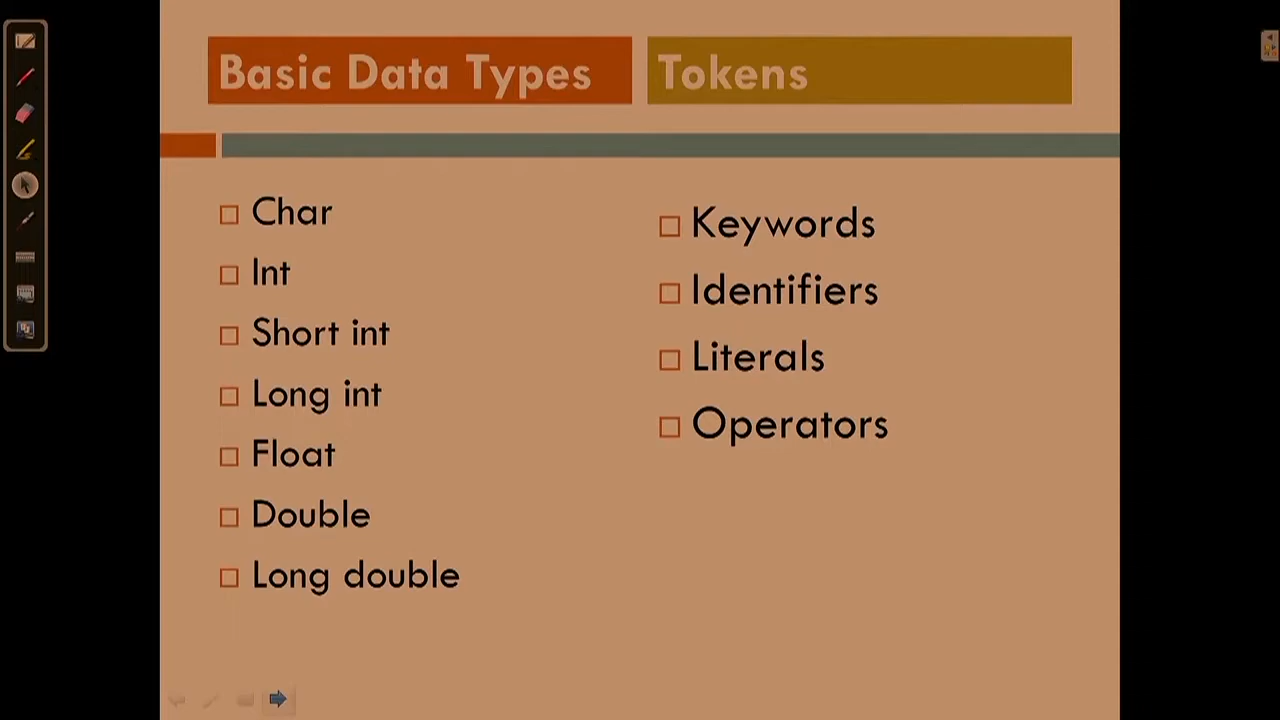 Basic Data Types
Tokens
Char
Int
Short int
Long int
Float
Double
Long double
Keywords
Identifiers
Literals
Operators